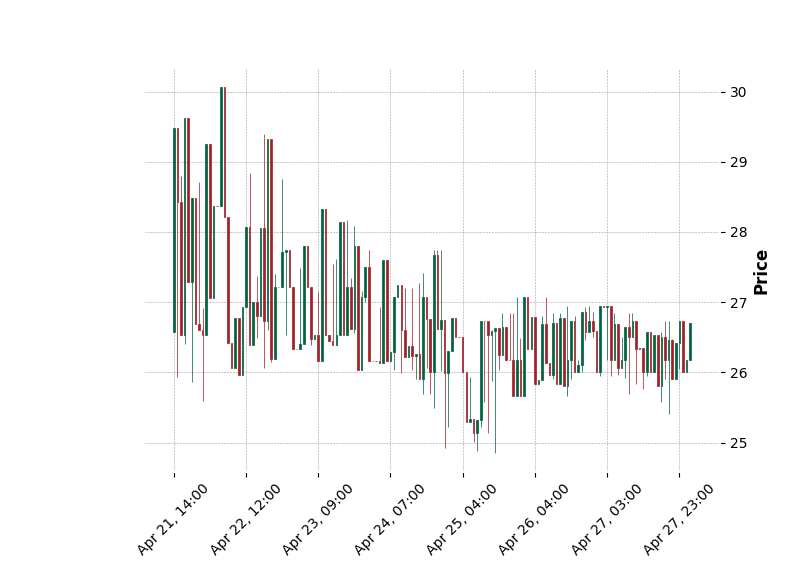 30
29
28
27
26
25
Price
Apr 21, 14:00
Apr 22, 12:00
Apr 23, 09:00
Apr 24, 07:00
Apr 25, 04:00
Apr 26, 04:00
Apr 27, 03:00
Apr 27, 23:00